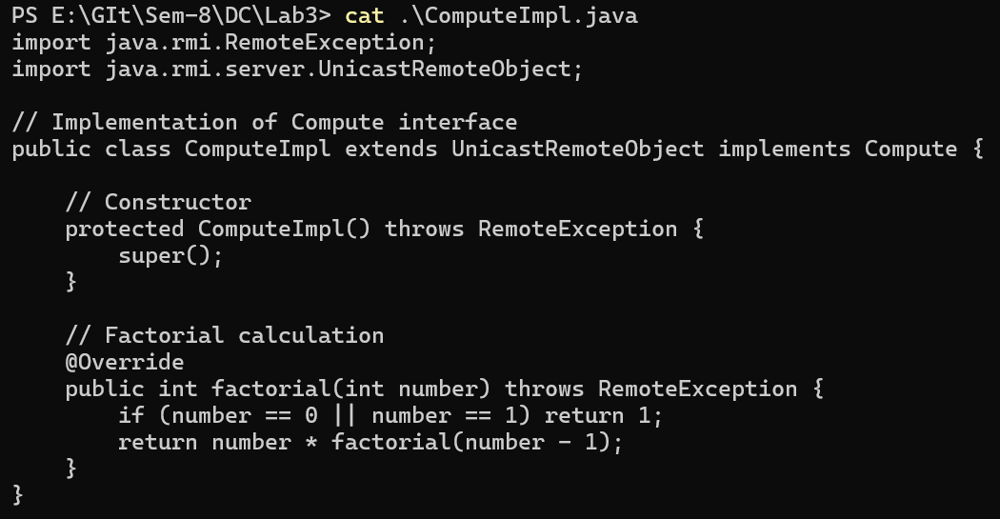 PS E:\GIt\Sem-8\DC\Lab3> cat .\ComputeImpl.java
import java.rmi.RemoteException;
import java.rmi.server.UnicastRemoteObject;

// Implementation of Compute interface
public class ComputeImpl extends UnicastRemoteObject implements Compute {

    // Constructor
    protected ComputeImpl() throws RemoteException {
        super();
    }

    // Factorial calculation
    @Override
    public int factorial(int number) throws RemoteException {
        if (number == 0 || number == 1) return 1;
        return number * factorial(number - 1);
    }
}